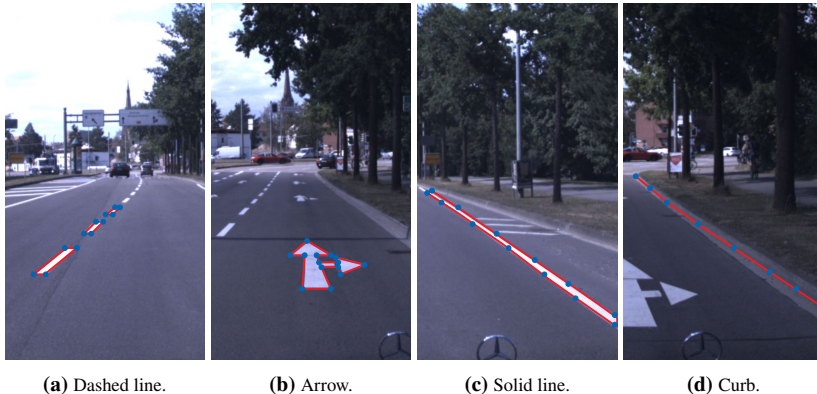 (a) Dashed line.
(b) Arrow.
(c) Solid line.
(d) Curb.